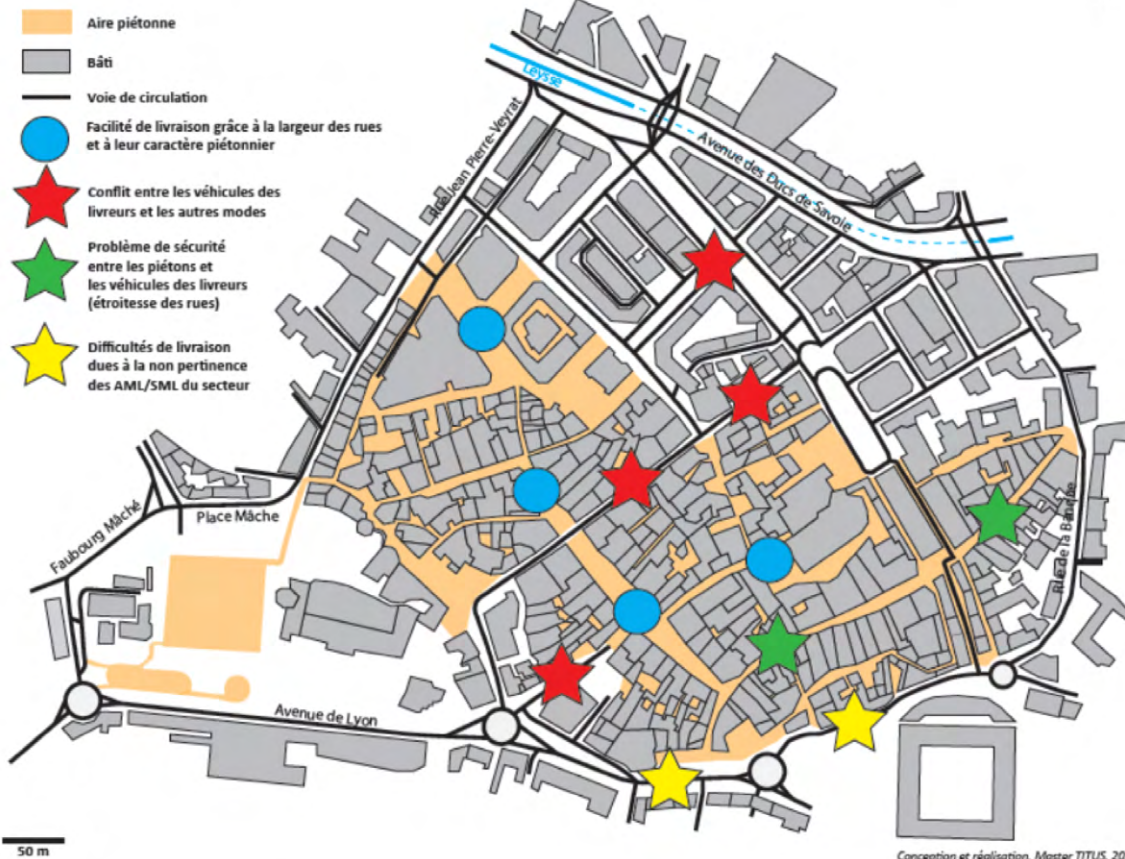 Aire piétonne
Bâti
Voie de circulation
Facilité de livraison grâce à la largeur des rues
et à leur caractère piétonnier
Conflit entre les véhicules des
livreurs et les autres modes
Problème de sécurité
entre les piétons et
les véhicules des livreurs
(étroitesse des rues)
Difficultés de livraison
dues à la non pertinence
des AML/SML du secteur
Leysse
Avenue des Ducs de Savoie
Rue Jean Pierre-Veyrat
Faubourg Mâché
Place Mâche
Rue de la Banque
Avenue de Lyon
50 m
Conception et réalisation, Master TITUS, 20